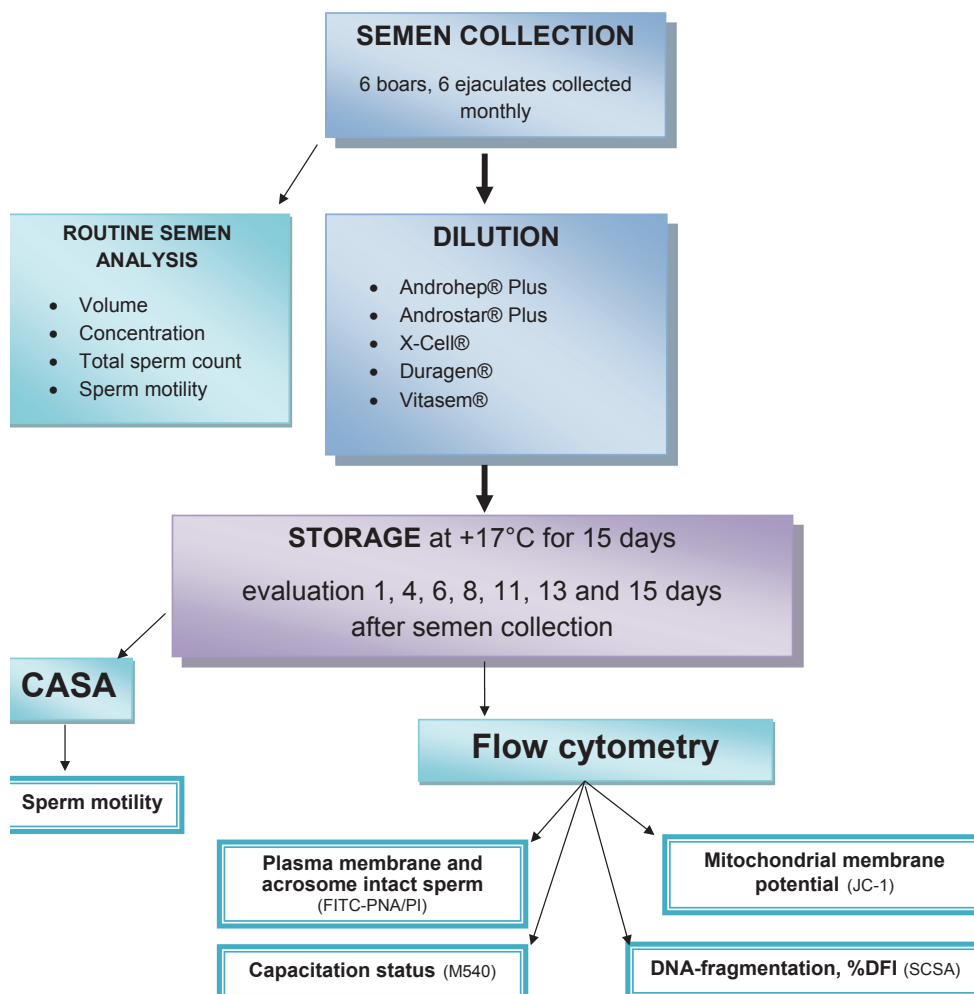 SEMEN COLLECTION
6 boars, 6 ejaculates collected
monthly
ROUTINE SEMEN
ANALYSIS
• Volume
• Concentration
• Total sperm count
• Sperm motility
DILUTION
• Androhep® Plus
• Androstar® Plus
• X-Cell®
• Duragen®
• Vitasem®
STORAGE at +17°C for 15 days
evaluation 1, 4, 6, 8, 11, 13 and 15 days
after semen collection
CASA
Sperm motility
Flow cytometry
Plasma membrane and
acrosome intact sperm
(FITC-PNA/PI)
Mitochondrial membrane
potential (JC-1)
Capacitation status (M540)
DNA-fragmentation, %DFI (SCSA)